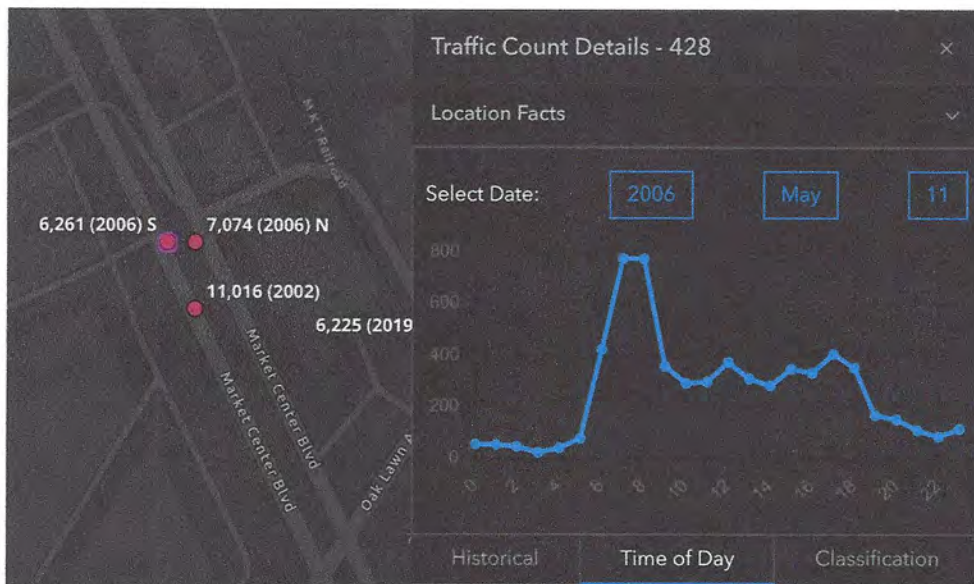 Traffic Count Details - 428
Location Facts
Select Date: 2006 May 11
M K T Railroad
6,261 (2006) S
7,074 (2006) N
11,016 (2002)
6,225 (2019
Market Center Blvd
Market Center Blvd
Oak Lawn A
800
600
400
200
0
0 2 4 6 8 10 12 14 16 18 20 22
Historical Time of Day Classification